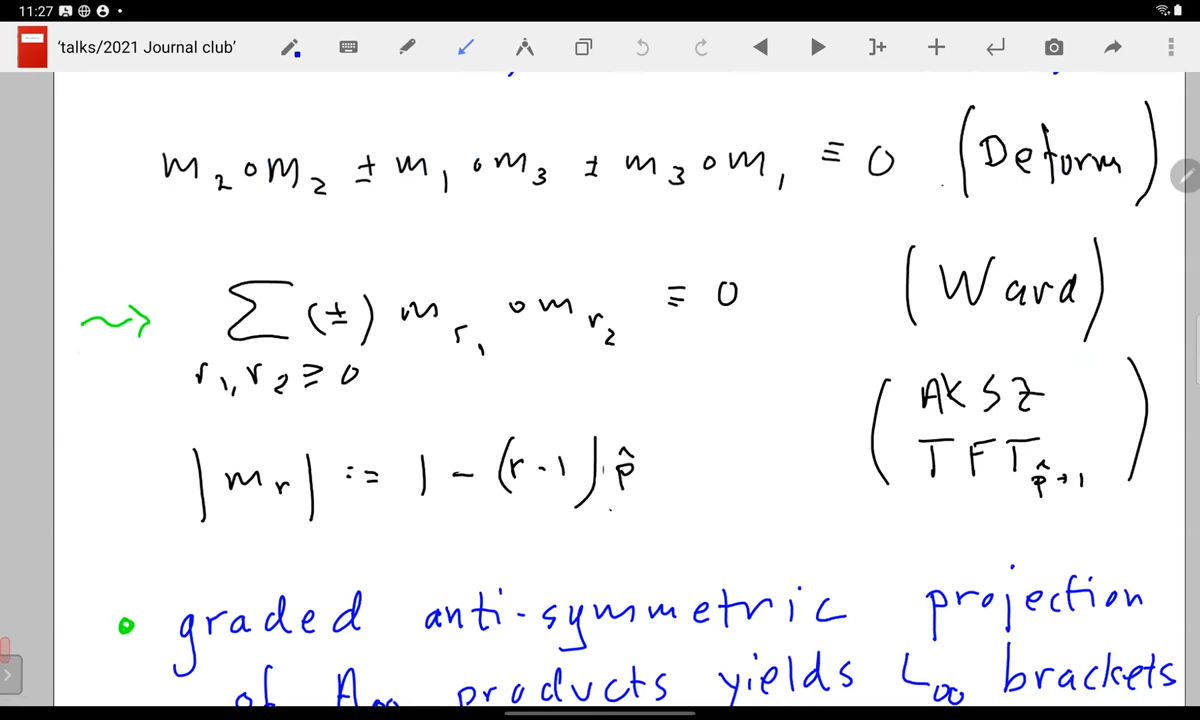 11:27
'talks/2021 Journal club'
m₂∘m₂ ± m₁∘m₃ ± m₃∘m₁ ≡ 0 (Deform)
⇝ Σ (±) m_{r₁} ∘ m_{r₂} ≡ 0 (Ward)
r₁, r₂ ≥ 0
|m_r| := 1 - (r-1)·p̂ (AKSZ
TFT_{p̂+1})
• graded anti-symmetric projection
of A∞ products yields L∞ brackets